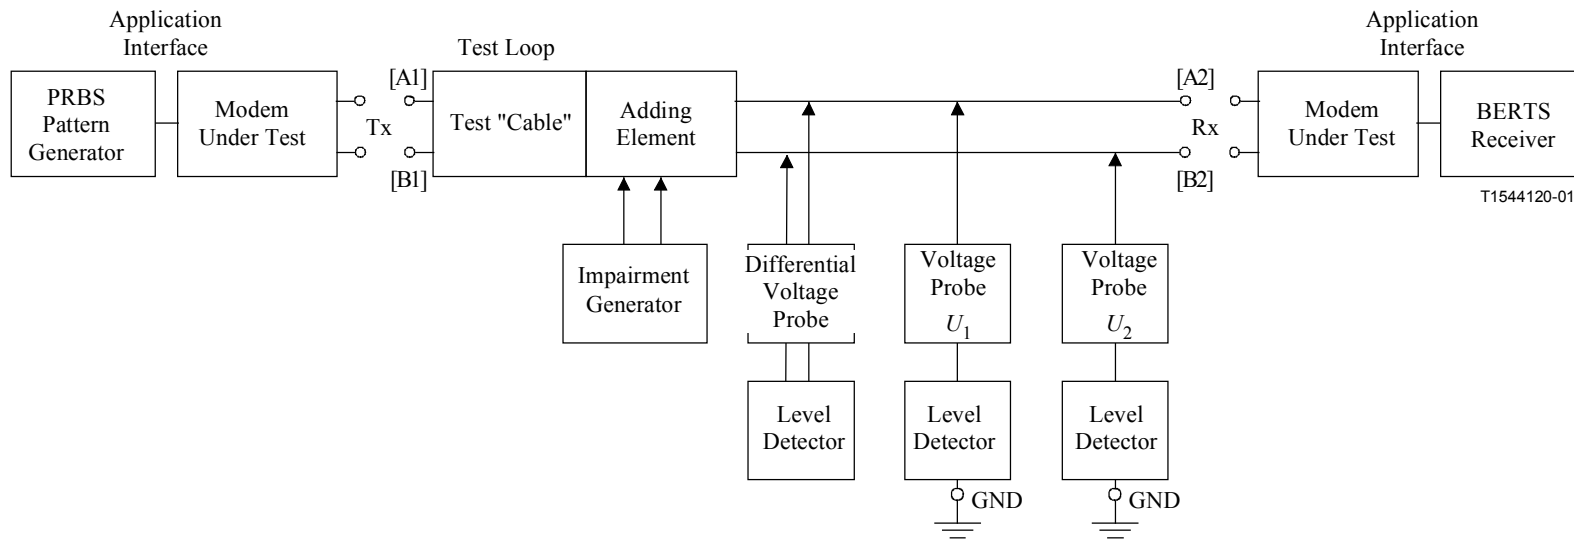 Application
Interface
Application
Interface
Test Loop
PRBS
Pattern
Generator
Modem
Under Test
[A1]
Tx
[B1]
Test "Cable"
Adding
Element
[A2]
Rx
[B2]
Modem
Under Test
BERTS
Receiver
T1544120-01
Impairment
Generator
Differential
Voltage
Probe
Voltage
Probe
U1
Voltage
Probe
U2
Level
Detector
Level
Detector
Level
Detector
GND
GND